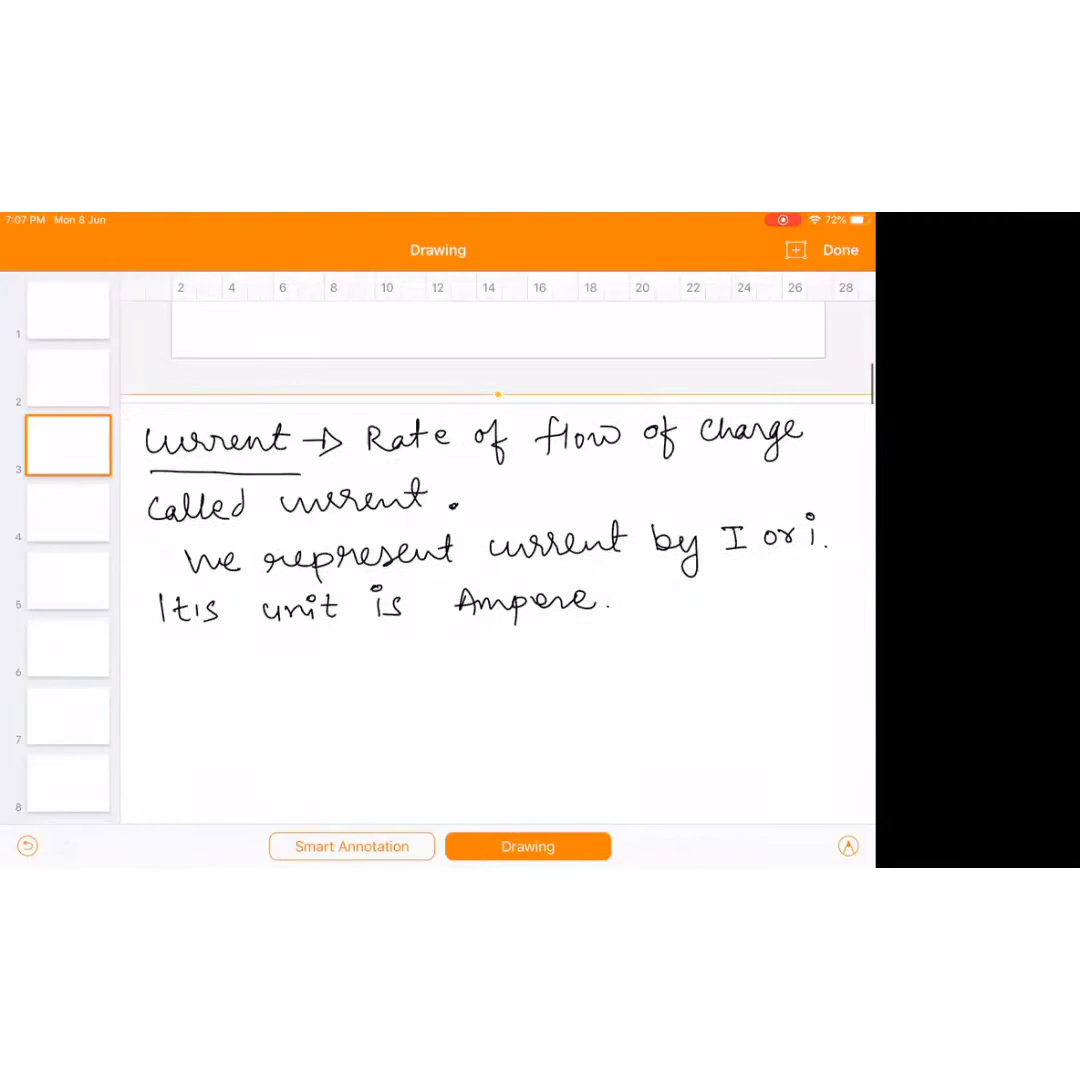 7:07 PM Mon 8 Jun 72%
Drawing Done
2 4 6 8 10 12 14 16 18 20 22 24 26 28
1
2
3
4
5
6
7
8
Current → Rate of flow of charge
called current.
We represent current by I or i.
Itis unit is Ampere.
Smart Annotation Drawing